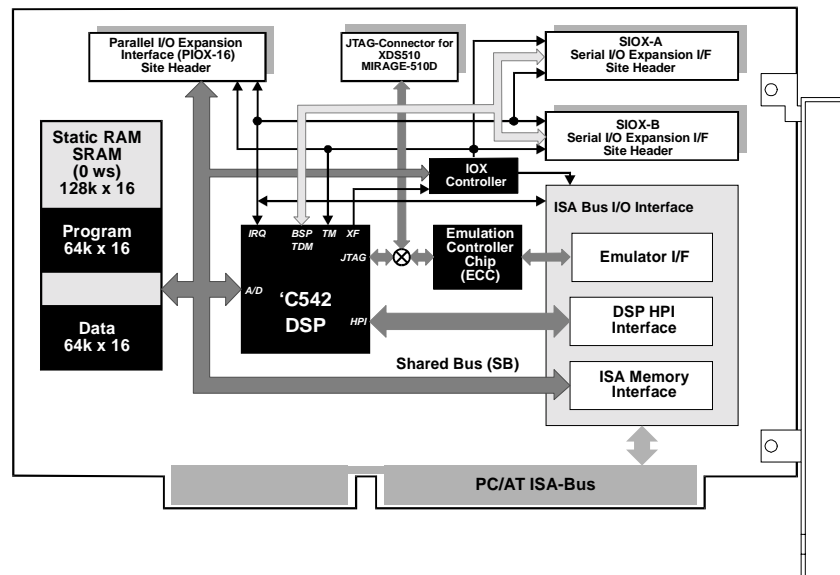 Parallel I/O Expansion
Interface (PIOX-16)
Site Header
JTAG-Connector for
XDS510
MIRAGE-510D
SIOX-A
Serial I/O Expansion I/F
Site Header
SIOX-B
Serial I/O Expansion I/F
Site Header
Static RAM
SRAM
(0 ws)
128k x 16
Program
64k x 16
Data
64k x 16
IOX
Controller
ISA Bus I/O Interface
IRQ
BSP
TDM
TM
XF
JTAG
A/D
HPI
'C542
DSP
Emulation
Controller
Chip
(ECC)
Emulator I/F
DSP HPI
Interface
ISA Memory
Interface
Shared Bus (SB)
PC/AT ISA-Bus